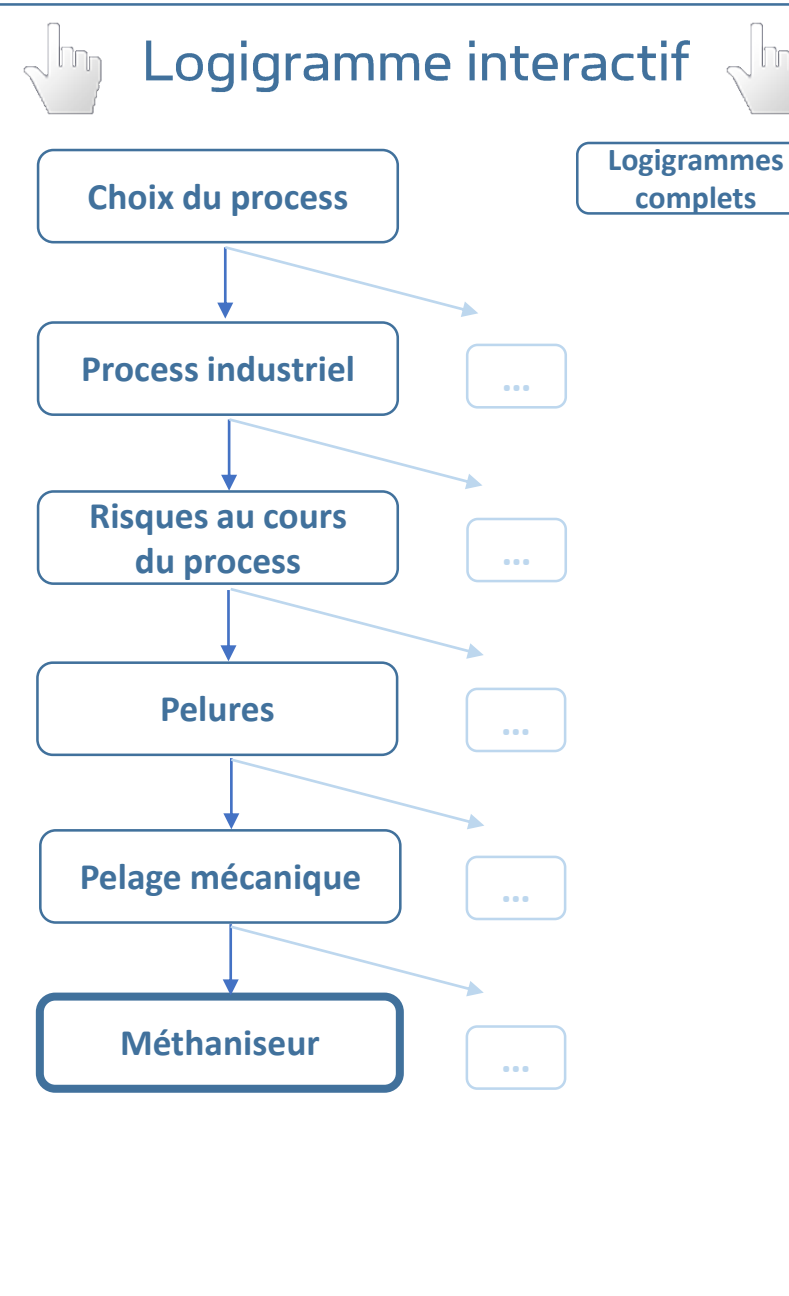 Logigramme interactif
Logigrammes
complets
Choix du process
Process industriel
...
Risques au cours
du process
...
Pelures
...
Pelage mécanique
...
Méthaniseur
...